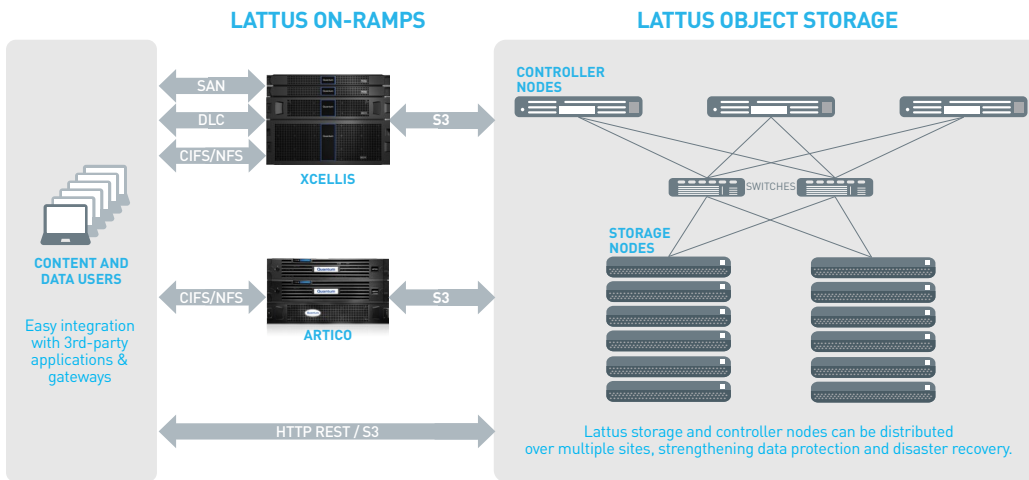 LATTUS ON-RAMPS
LATTUS OBJECT STORAGE
CONTENT AND
DATA USERS
Easy integration
with 3rd-party
applications &
gateways
SAN
DLC
CIFS/NFS
S3
XCELLIS
CIFS/NFS
Quantum
Quantum
S3
ARTICO
HTTP REST / S3
CONTROLLER
NODES
SWITCHES
STORAGE
NODES
Lattus storage and controller nodes can be distributed
over multiple sites, strengthening data protection and disaster recovery.